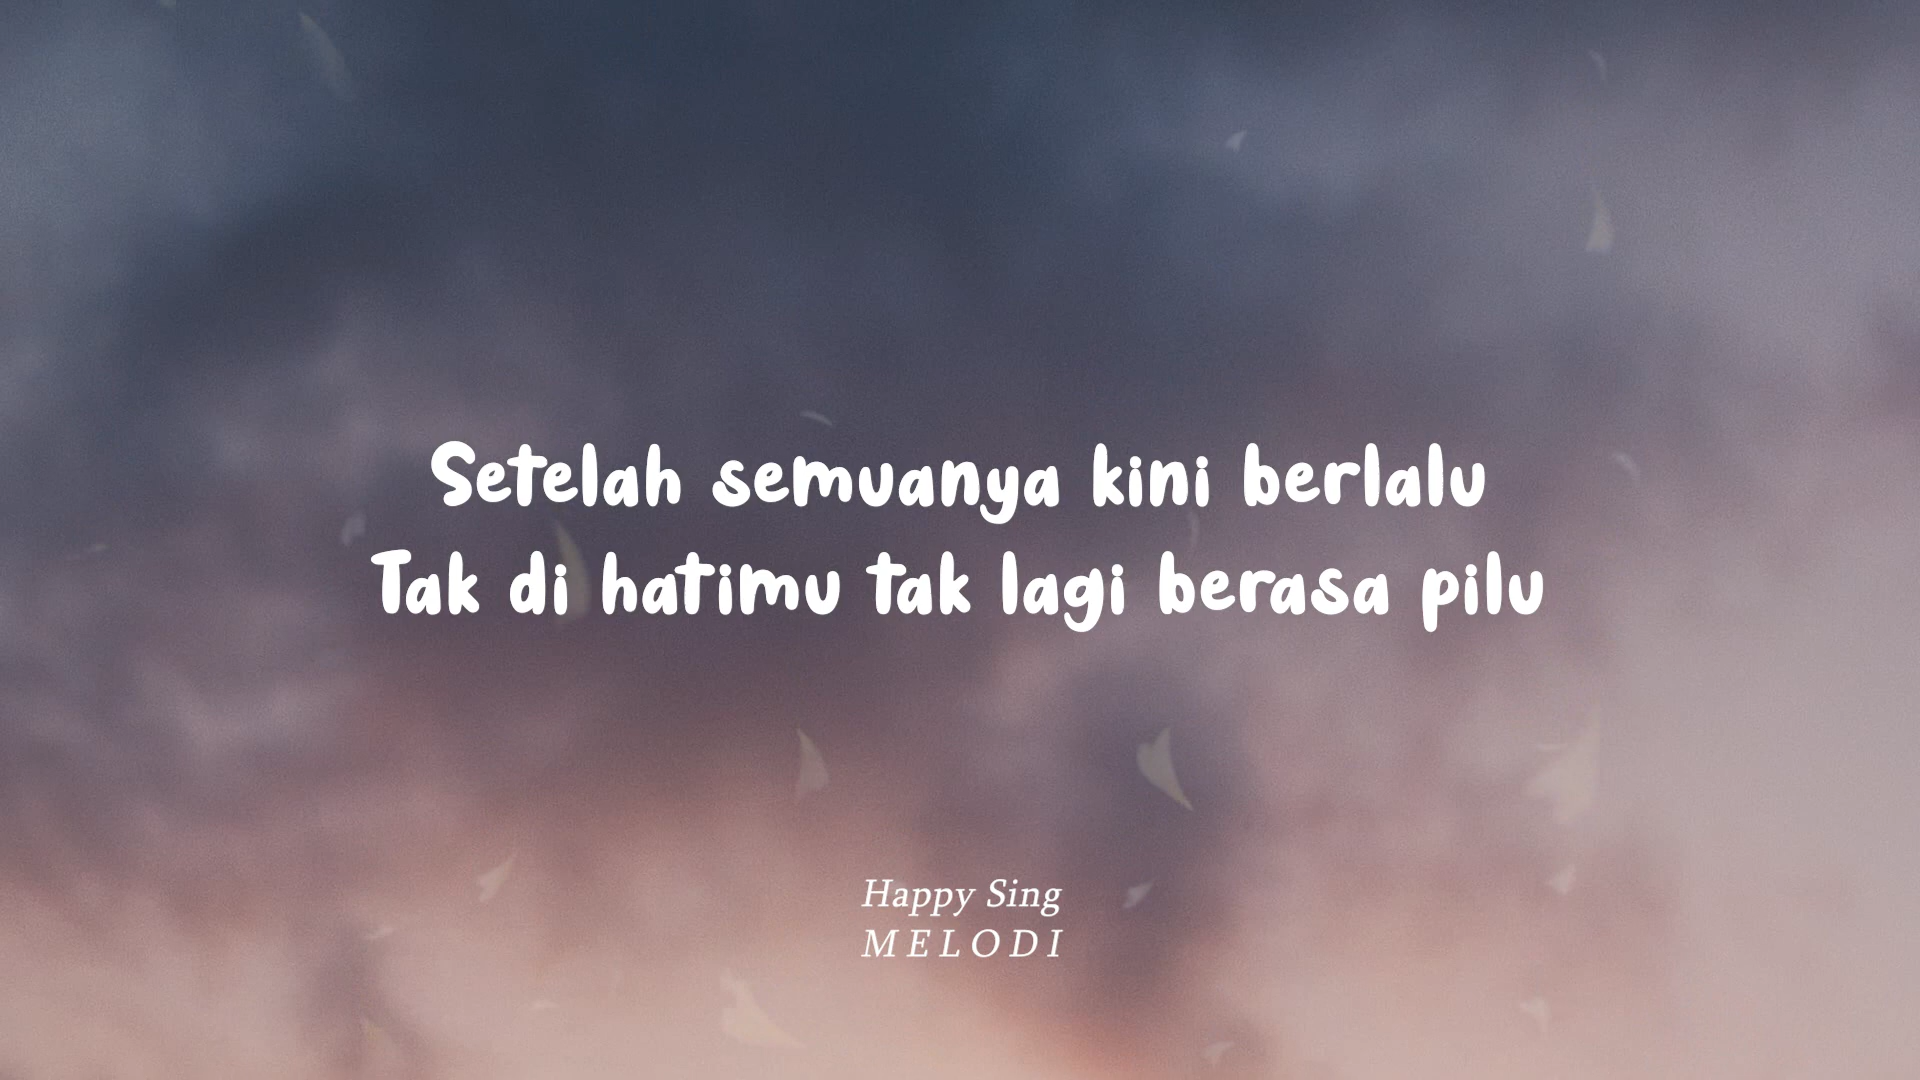 Setelah semuanya kini berlalu
Tak di hatimu tak lagi berasa pilu
Happy Sing
MELODI